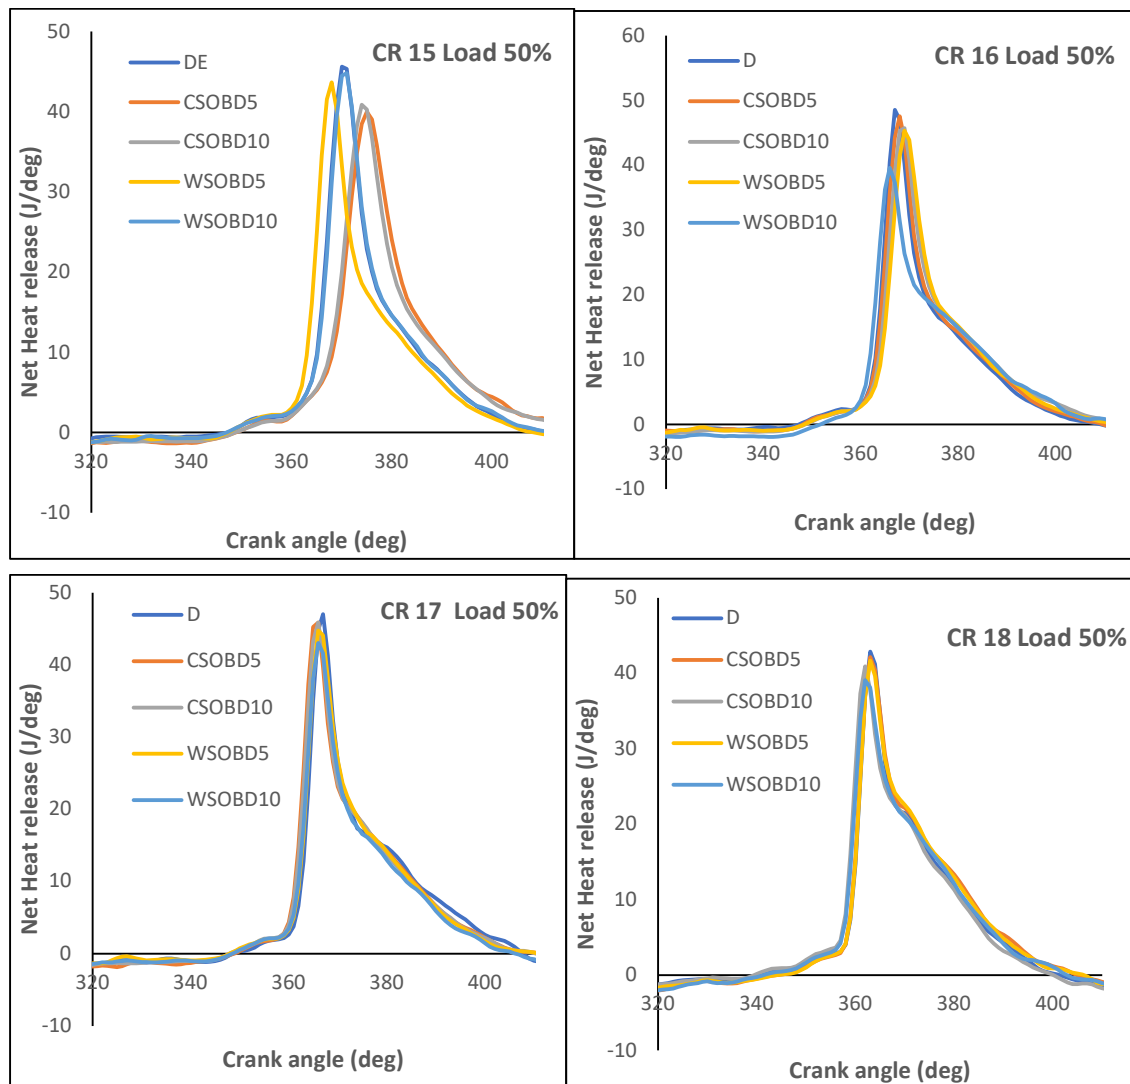 CR 15 Load 50%
Net Heat release (J/deg)
50
40
30
20
10
0
-10
320
340
360
380
400
DE
CSOBD5
CSOBD10
WSOBD5
WSOBD10
Crank angle (deg)
CR 16 Load 50%
Net Heat release (J/deg)
60
50
40
30
20
10
0
-10
320
340
360
380
400
D
CSOBD5
CSOBD10
WSOBD5
WSOBD10
Crank angle (deg)
CR 17 Load 50%
Net Heat release (J/deg)
50
40
30
20
10
0
-10
320
340
360
380
400
D
CSOBD5
CSOBD10
WSOBD5
WSOBD10
Crank angle (deg)
CR 18 Load 50%
Net Heat release (J/deg)
50
40
30
20
10
0
-10
320
340
360
380
400
D
CSOBD5
CSOBD10
WSOBD5
WSOBD10
Crank angle (deg)